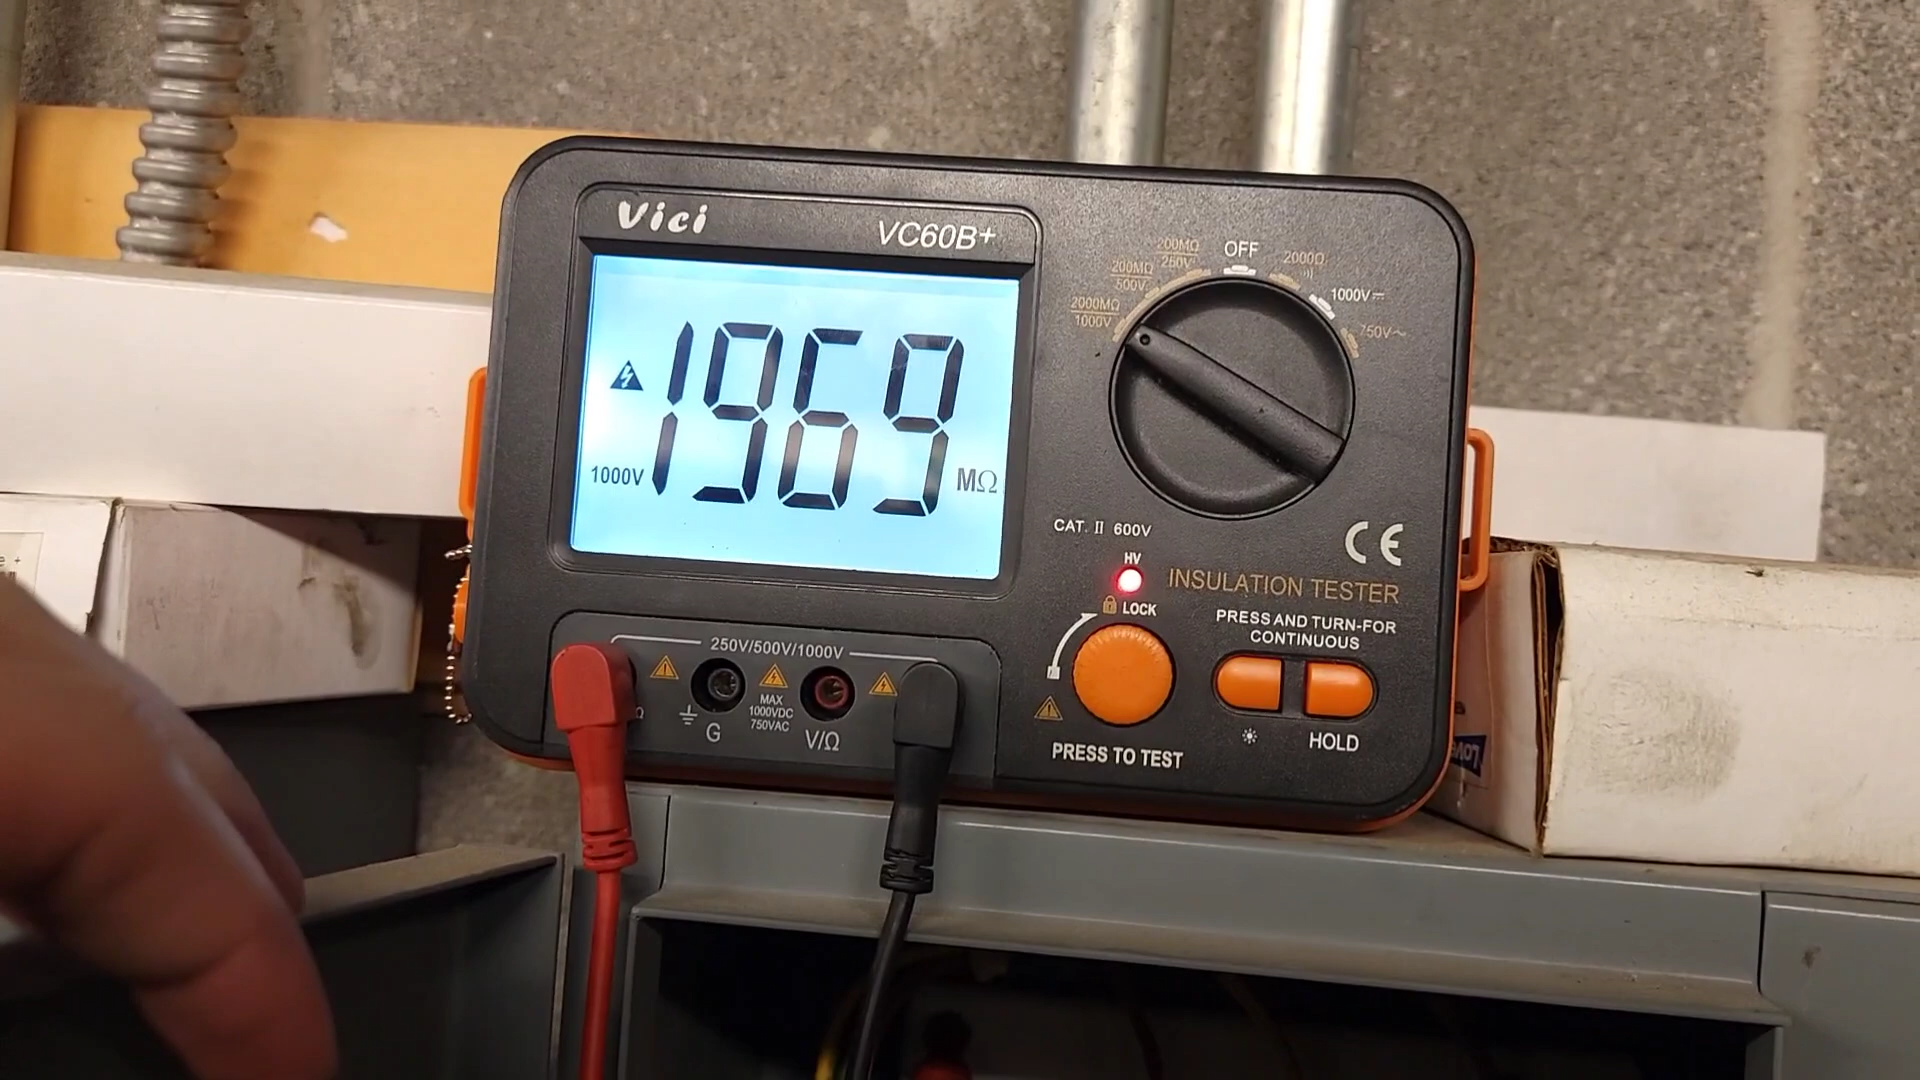 Vici
VC60B+
1969
1000V
MΩ
200MΩ
250V
OFF
2000Ω
200MΩ
500V
1000V
2000MΩ
1000V
750V~
CAT. II 600V
CE
HV
INSULATION TESTER
LOCK
PRESS AND TURN-FOR
CONTINUOUS
250V/500V/1000V
MAX
1000VDC
750VAC
Ω
G
V/Ω
PRESS TO TEST
HOLD